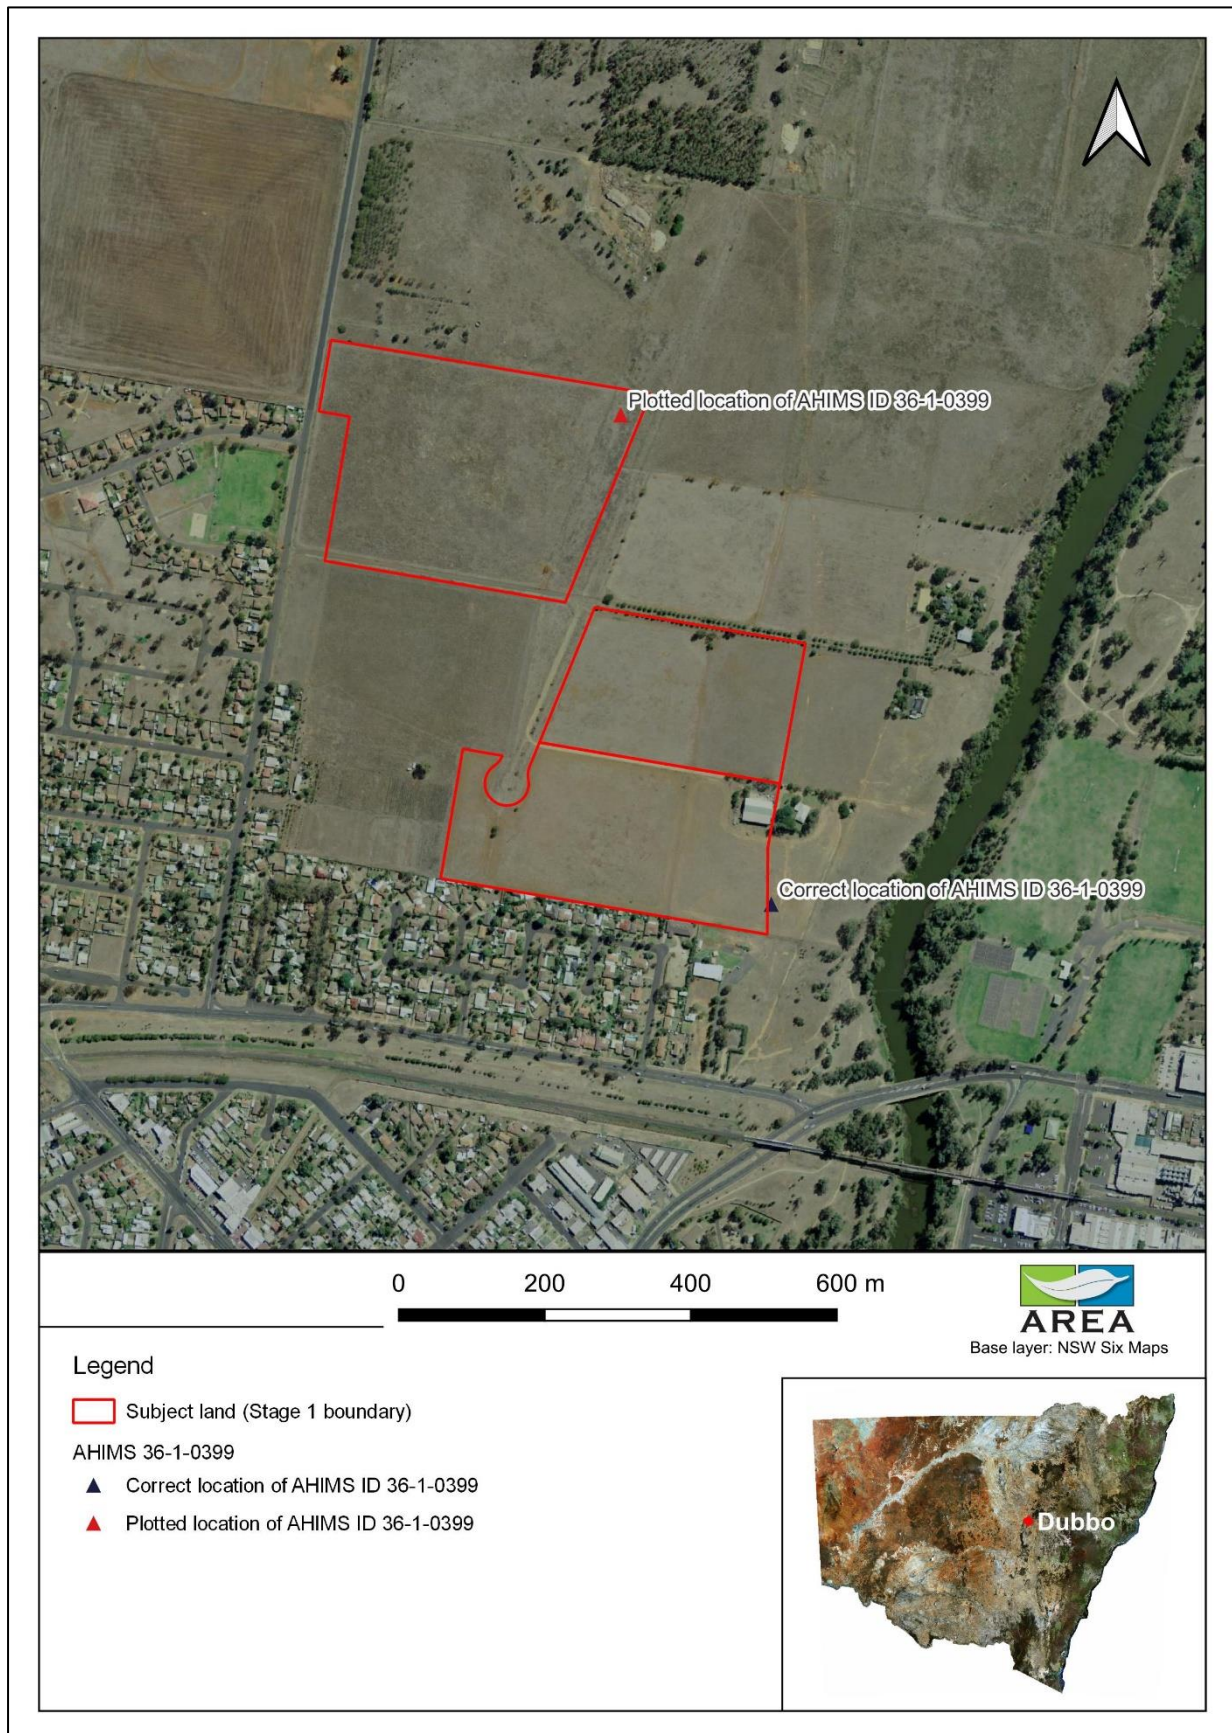 Plotted location of AHIMS ID 36-1-0399
Correct location of AHIMS ID 36-1-0399
0 200 400 600 m
AREA
Base layer: NSW Six Maps
Legend
Subject land (Stage 1 boundary)
AHIMS 36-1-0399
Correct location of AHIMS ID 36-1-0399
Plotted location of AHIMS ID 36-1-0399
Dubbo